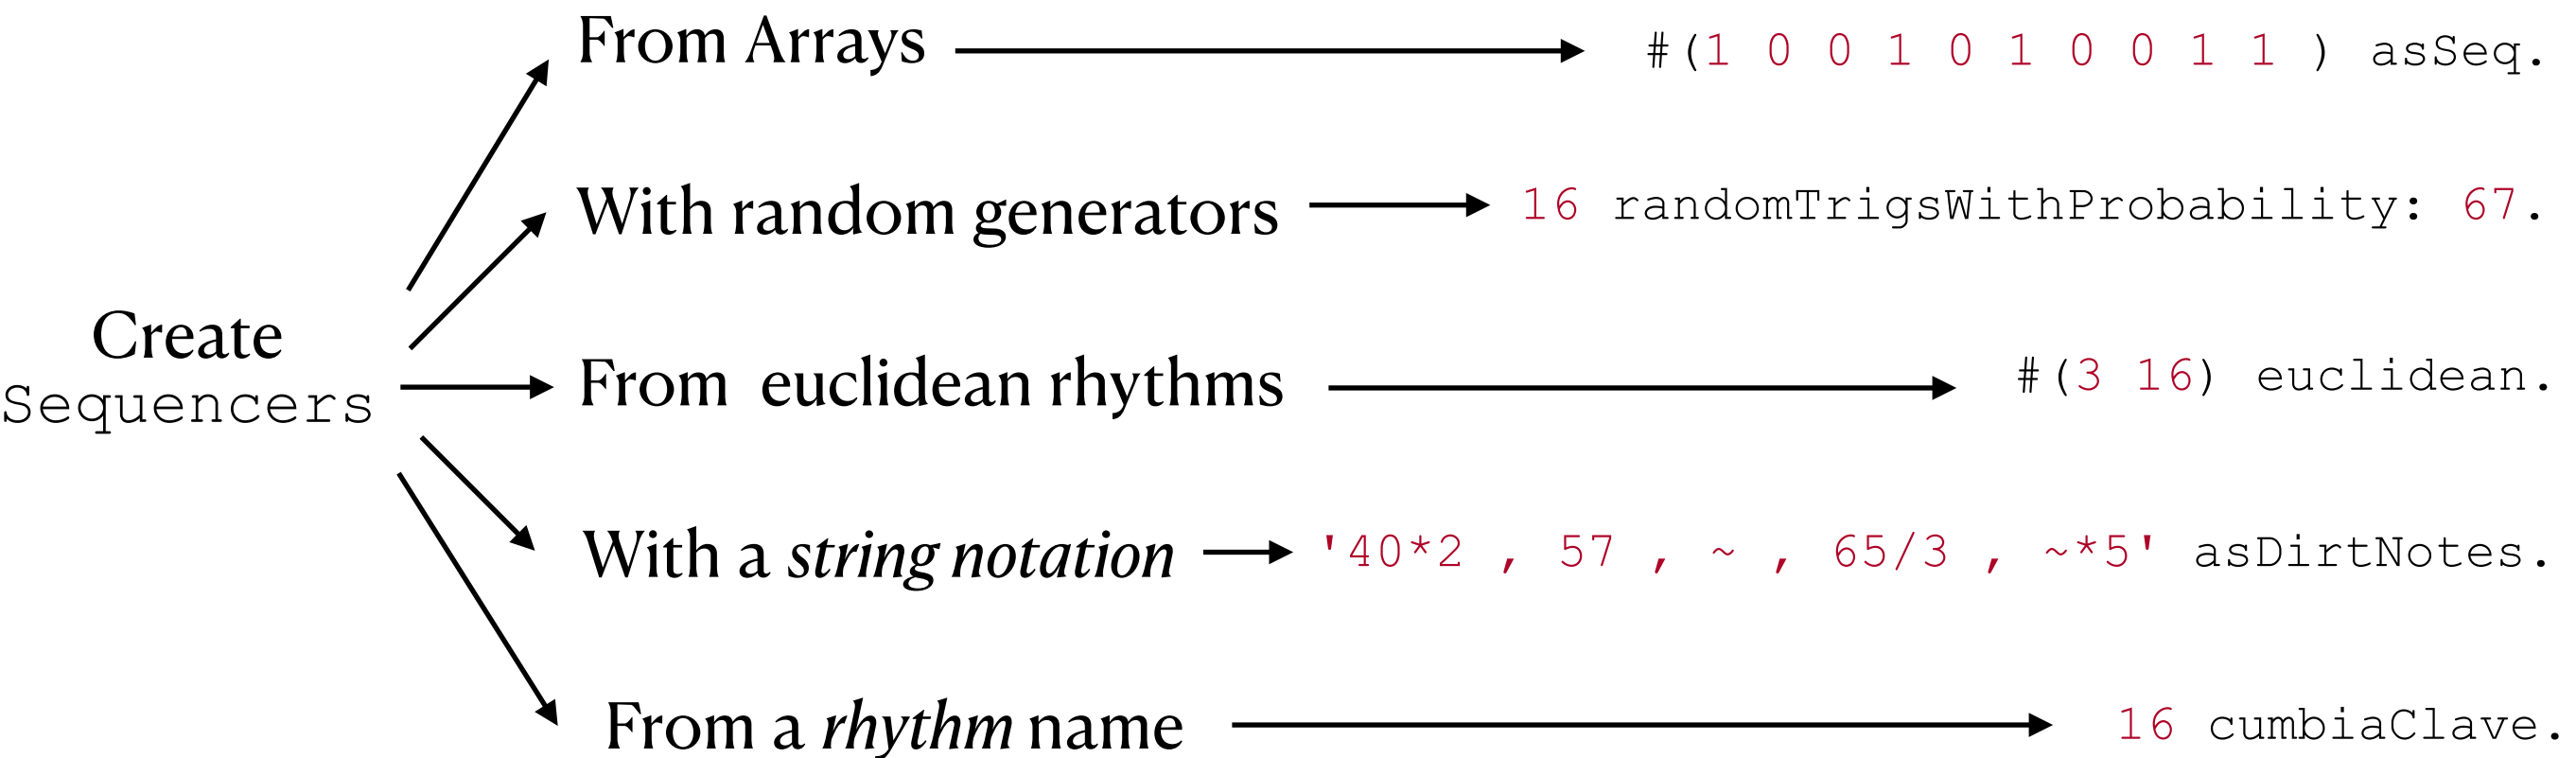 Create
Sequencers
From Arrays
#(1 0 0 1 0 1 0 0 1 1 ) asSeq.
With random generators
16 randomTrigsWithProbability: 67.
From euclidean rhythms
#(3 16) euclidean.
With a string notation
'40*2 , 57 , ~ , 65/3 , ~*5' asDirtNotes.
From a rhythm name
16 cumbiaClave.